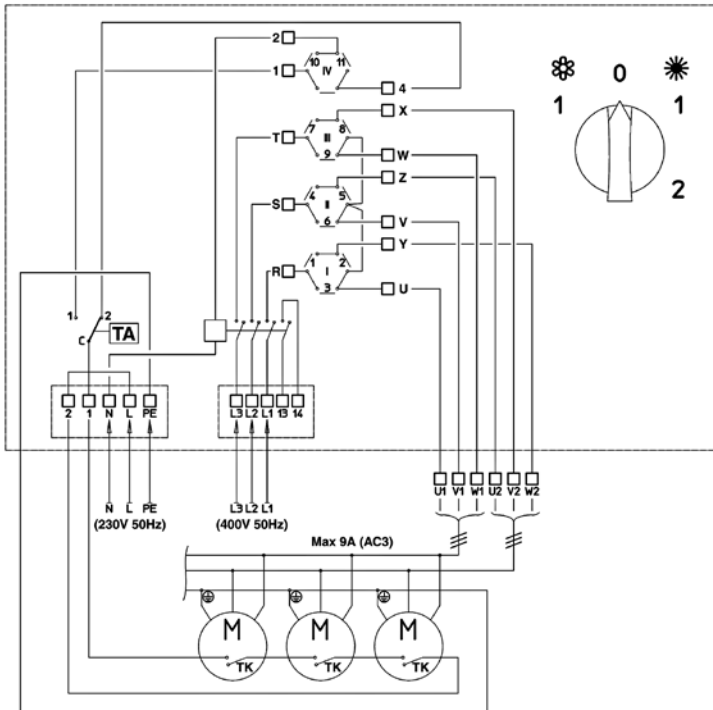 2
10 11
1 IV
4
0
1 1
2
X
7 8
T III
9 W
Z
4 5
S II
6 V
Y
1 2
R I
3 U
1 2
C TA
2 1 N L PE
L3 L2 L1 13 14
N L PE
(230V 50Hz)
L3 L2 L1
(400V 50Hz)
U1 V1 W1 U2 V2 W2
Max 9A (AC3)
M M M
TK TK TK